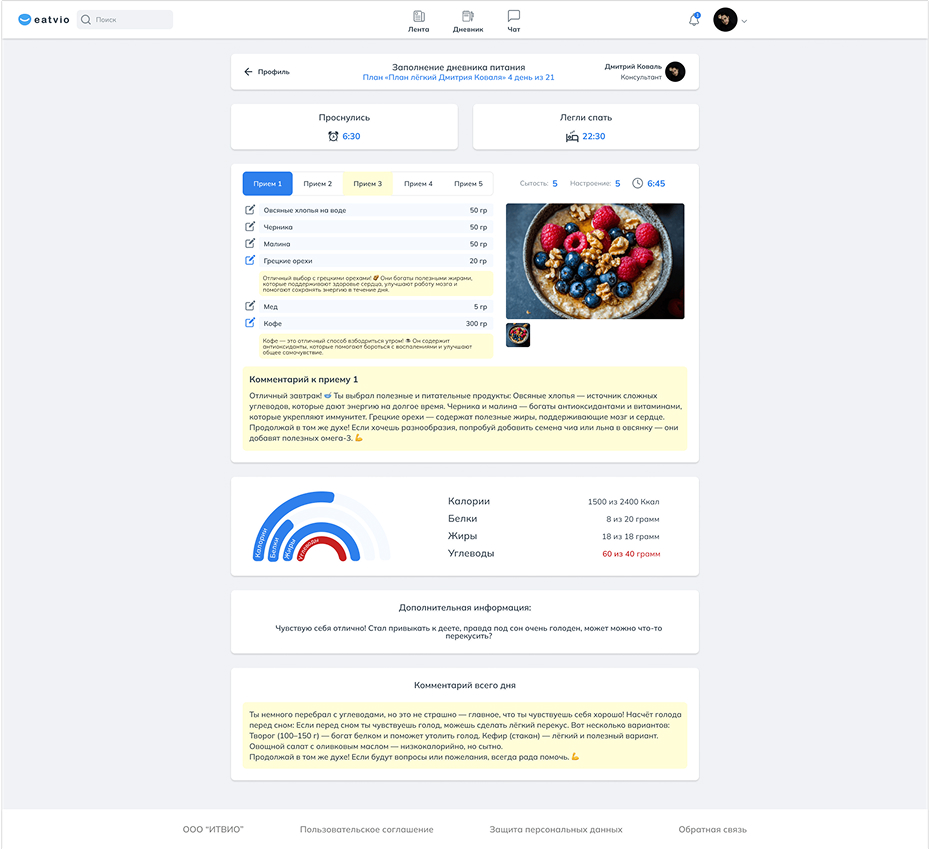 eatvio
Поиск
Лента
Дневник
Чат
1
Профиль
Заполнение дневника питания
План «План лёгкий Дмитрия Коваля» 4 день из 21
Дмитрий Коваль
Консультант
Проснулись
6:30
Легли спать
22:30
Прием 1
Прием 2
Прием 3
Прием 4
Прием 5
Сытость: 5
Настроение: 5
6:45
Овсяные хлопья на воде 50 гр
Черника 50 гр
Малина 50 гр
Грецкие орехи 20 гр
Отличный выбор с грецкими орехами! 🥜 Они богаты полезными жирами,
которые поддерживают здоровье сердца, улучшают работу мозга и
помогают сохранять энергию в течение дня.
Мед 5 гр
Кофе 300 гр
Кофе — это отличный способ взбодриться утром! ☕ Он содержит
антиоксиданты, которые помогают бороться с воспалениями и улучшают
общее самочувствие.
Комментарий к приему 1
Отличный завтрак! 🥣 Ты выбрал полезные и питательные продукты: Овсяные хлопья — источник сложных
углеводов, которые дают энергию на долгое время. Черника и малина — богаты антиоксидантами и витаминами,
которые укрепляют иммунитет. Грецкие орехи — содержат полезные жиры, поддерживающие мозг и сердце.
Продолжай в том же духе! Если хочешь разнообразия, попробуй добавить семена чиа или льна в овсянку — они
добавят полезных омега-3. 💪
Калории
Белки
Жиры
Углеводы
Калории 1500 из 2400 Ккал
Белки 8 из 20 грамм
Жиры 18 из 18 грамм
Углеводы 60 из 40 грамм
Дополнительная информация:
Чувствую себя отлично! Стал привыкать к деете, правда под сон очень голоден, может можно что-то
перекусить?
Комментарий всего дня
Ты немного перебрал с углеводами, но это не страшно — главное, что ты чувствуешь себя хорошо! Насчёт голода
перед сном: Если перед сном ты чувствуешь голод, можешь сделать лёгкий перекус. Вот несколько вариантов:
Творог (100–150 г) — богат белком и поможет утолить голод. Кефир (стакан) — лёгкий и полезный вариант.
Овощной салат с оливковым маслом — низкокалорийно, но сытно.
Продолжай в том же духе! Если будут вопросы или пожелания, всегда рада помочь. 💪
ООО "ИТВИО"
Пользовательское соглашение
Защита персональных данных
Обратная связь